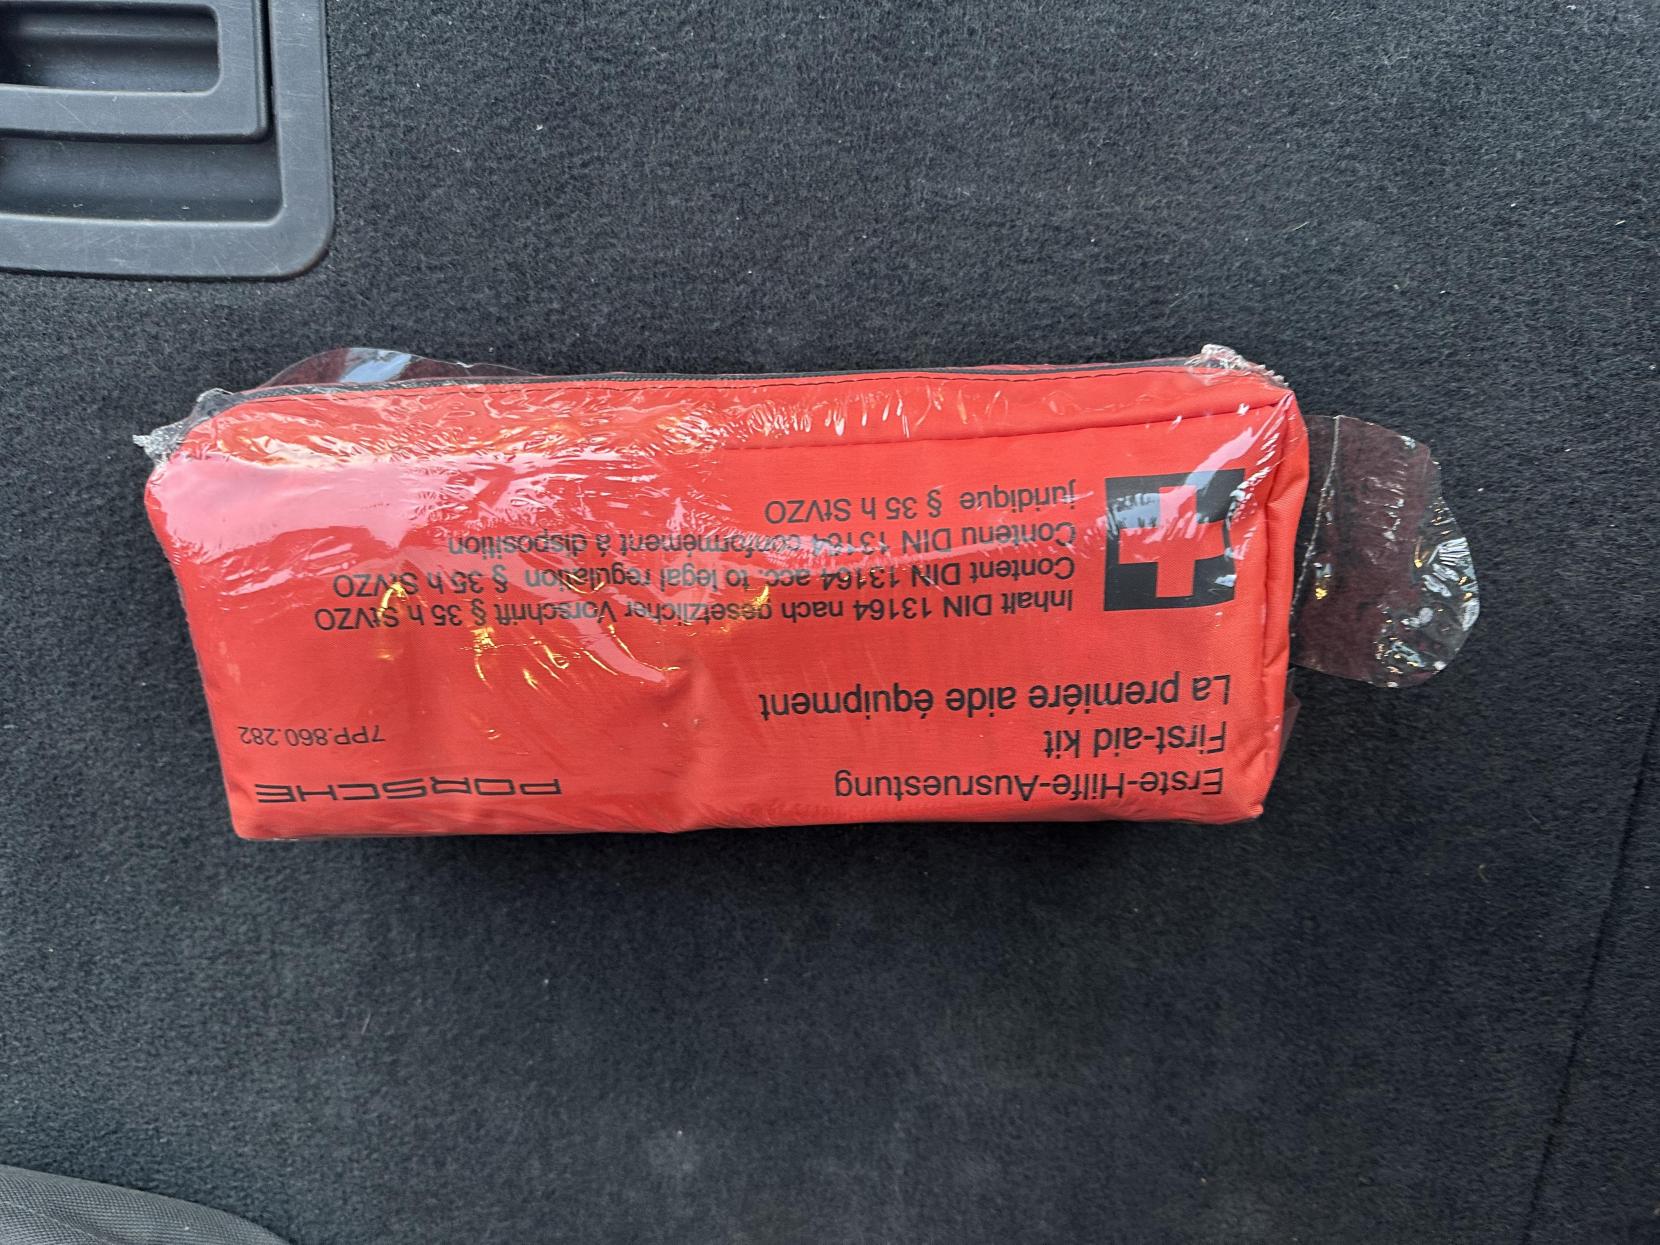 Erste-Hilfe-Ausruestung
First-aid kit
La premiére aide équipment
PORSCHE
7PP.860.282
Inhalt DIN 13164 nach gesetzlicher Vorschrift § 35 h StVZO
Content DIN 13164 acc. to legal regulation § 35 h StVZO
Contenu DIN 13164 conformément à disposition
juridique § 35 h StVZO